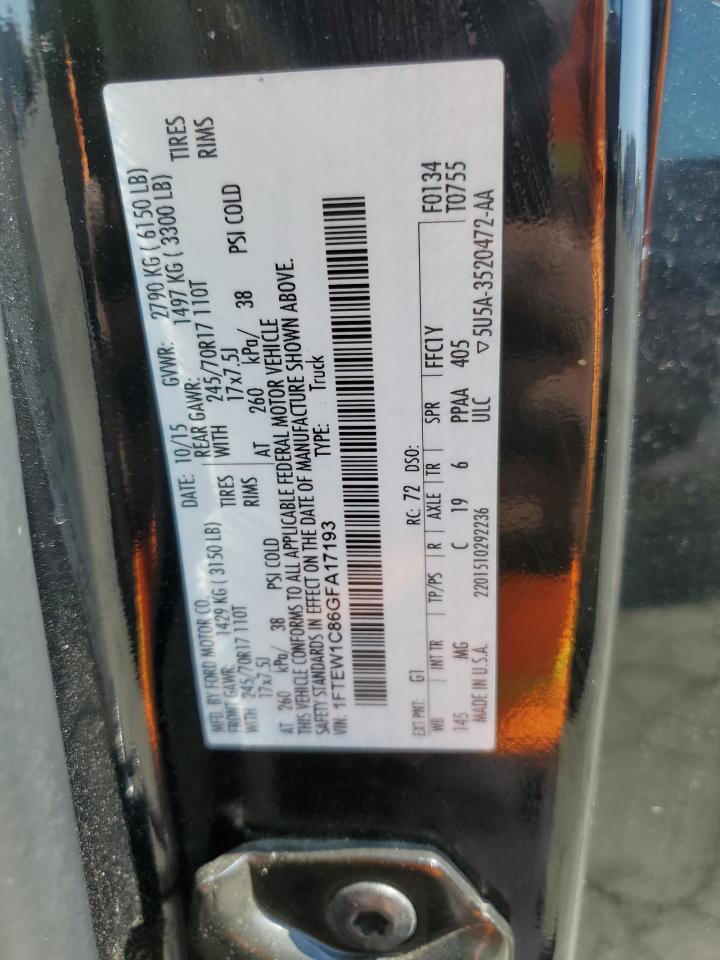 MFD. BY FORD MOTOR CO.
DATE: 10/15 GVWR: 2790 KG ( 6150 LB)
FRONT GAWR: 1429 KG ( 3150 LB) REAR GAWR: 1497 KG ( 3300 LB)
WITH 245/70R17 110T TIRES WITH 245/70R17 110T TIRES
17x7.5J RIMS 17x7.5J RIMS
AT 260 kPa/ 38 PSI COLD AT 260 kPa/ 38 PSI COLD
THIS VEHICLE CONFORMS TO ALL APPLICABLE FEDERAL MOTOR VEHICLE
SAFETY STANDARDS IN EFFECT ON THE DATE OF MANUFACTURE SHOWN ABOVE.
VIN: 1FTEW1C86GFA17193 TYPE: Truck
F0134
T0755
EXT PNT: G1 RC: 72 DSO:
WB INT TR TP/PS R AXLE TR SPR FFC1Y
145 MG C 19 6 PPAA 405
MADE IN U.S.A. 2201510292236 ULC ▽5U5A-3520472-AA